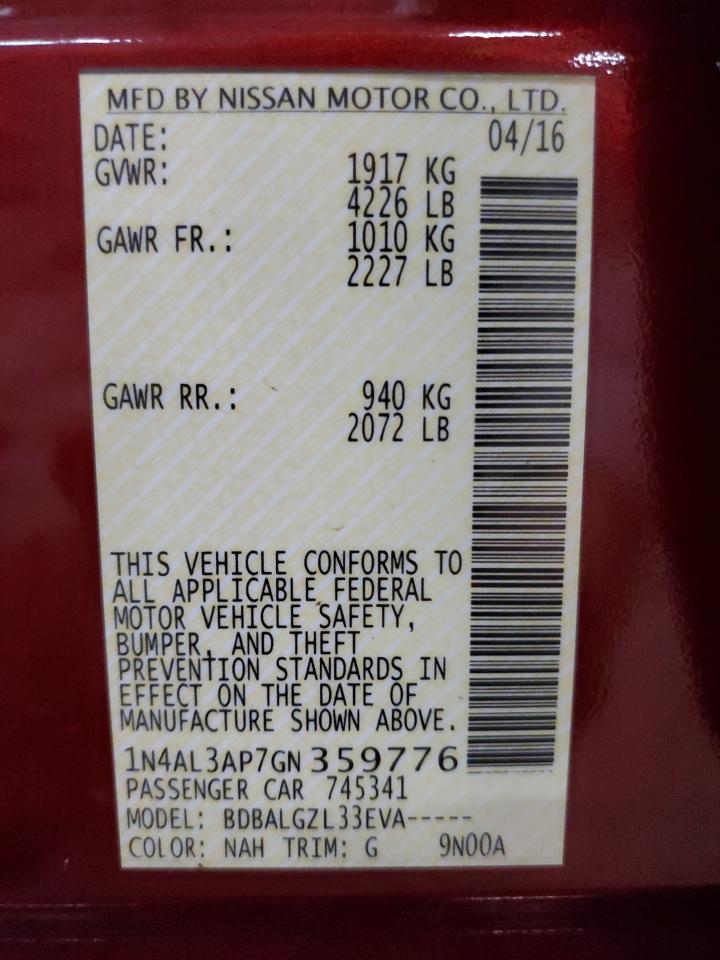 MFD BY NISSAN MOTOR CO., LTD.
DATE: 04/16
GVWR: 1917 KG
4226 LB
GAWR FR.: 1010 KG
2227 LB
GAWR RR.: 940 KG
2072 LB
THIS VEHICLE CONFORMS TO
ALL APPLICABLE FEDERAL
MOTOR VEHICLE SAFETY,
BUMPER, AND THEFT
PREVENTION STANDARDS IN
EFFECT ON THE DATE OF
MANUFACTURE SHOWN ABOVE.
1N4AL3AP7GN359776
PASSENGER CAR 745341
MODEL: BDBALGZL33EVA-----
COLOR: NAH TRIM: G 9N00A